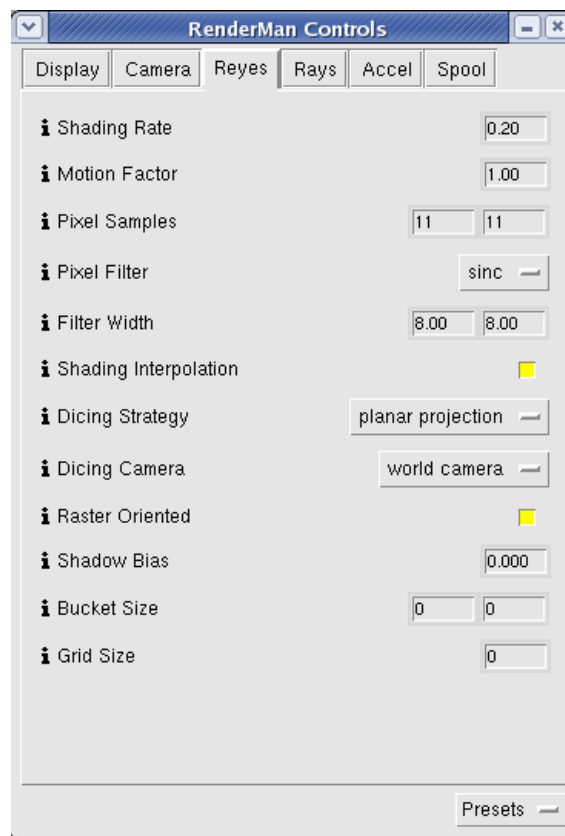 RenderMan Controls
Display Camera Reyes Rays Accel Spool
Shading Rate 0.20
Motion Factor 1.00
Pixel Samples 11 11
Pixel Filter sinc
Filter Width 8.00 8.00
Shading Interpolation
Dicing Strategy planar projection
Dicing Camera world camera
Raster Oriented
Shadow Bias 0.000
Bucket Size 0 0
Grid Size 0
Presets